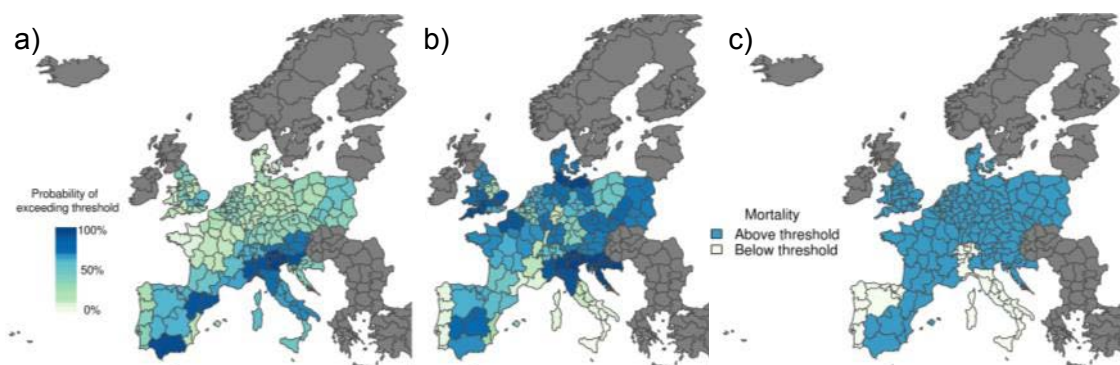 a)
b)
c)
Probability of
exceeding threshold
100%
50%
0%
Mortality
Above threshold
Below threshold